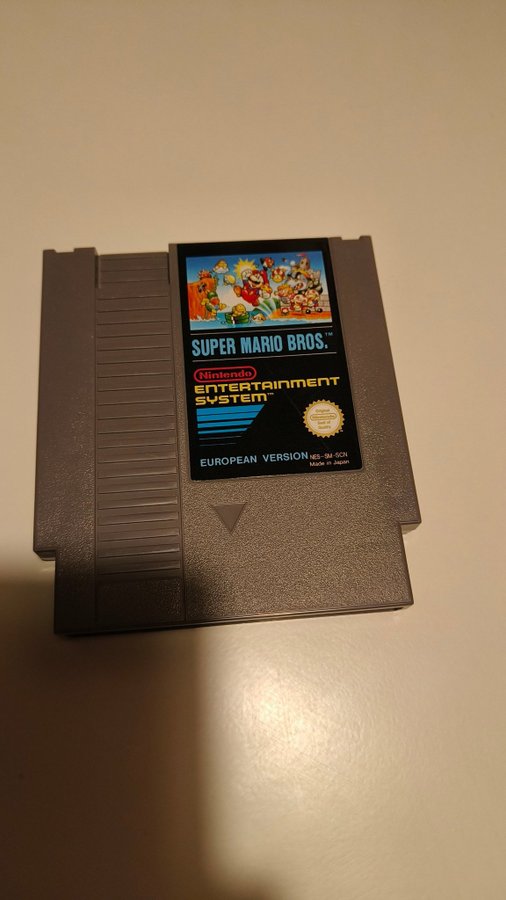 SUPER MARIO BROS.™
Nintendo
ENTERTAINMENT
SYSTEM™
Original
Nintendo
Seal of
Quality
EUROPEAN VERSION NES-SM-SCN
Made in Japan